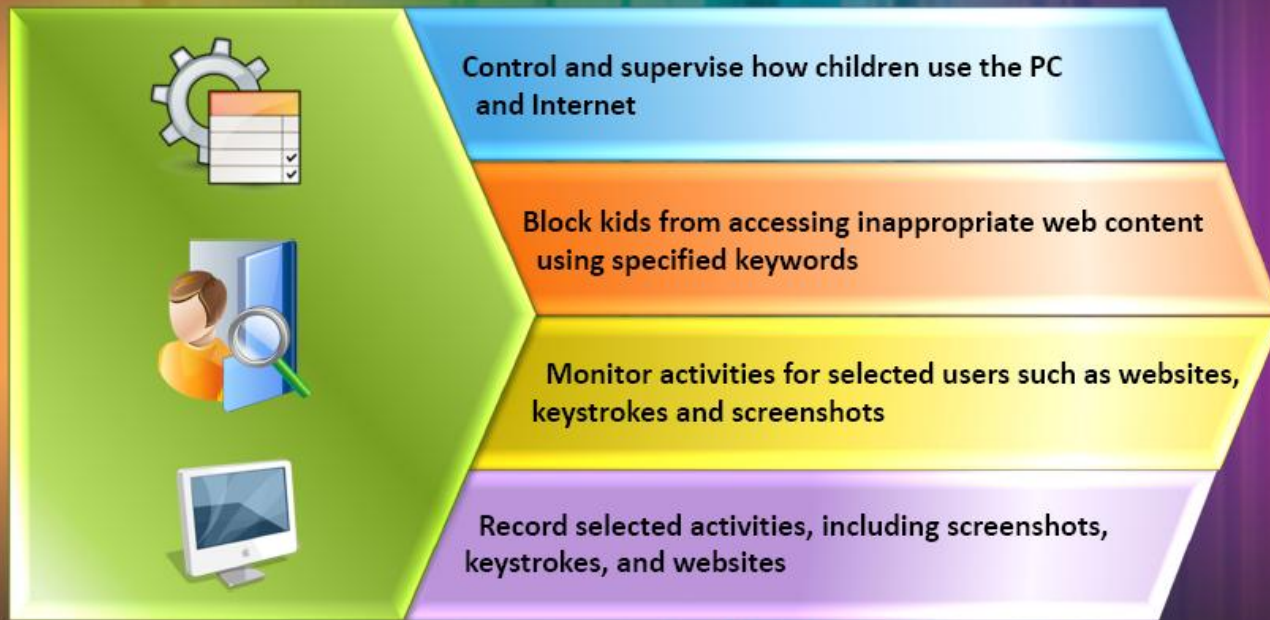 Control and supervise how children use the PC
and Internet
Block kids from accessing inappropriate web content
using specified keywords
Monitor activities for selected users such as websites,
keystrokes and screenshots
Record selected activities, including screenshots,
keystrokes, and websites